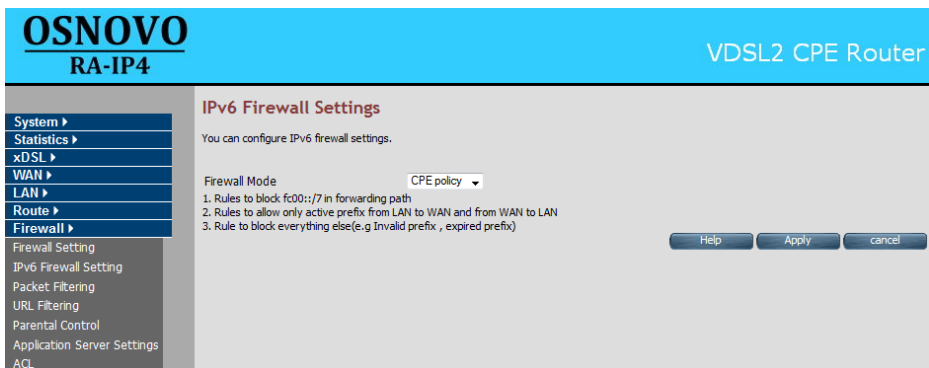 OSNOVO
RA-IP4
VDSL2 CPE Router
System
Statistics
xDSL
WAN
LAN
Route
Firewall
Firewall Setting
IPv6 Firewall Setting
Packet Filtering
URL Filtering
Parental Control
Application Server Settings
ACL
IPv6 Firewall Settings
You can configure IPv6 firewall settings.
Firewall Mode CPE policy
1. Rules to block fc00::/7 in forwarding path
2. Rules to allow only active prefix from LAN to WAN and from WAN to LAN
3. Rule to block everything else(e.g Invalid prefix , expired prefix)
Help Apply cancel